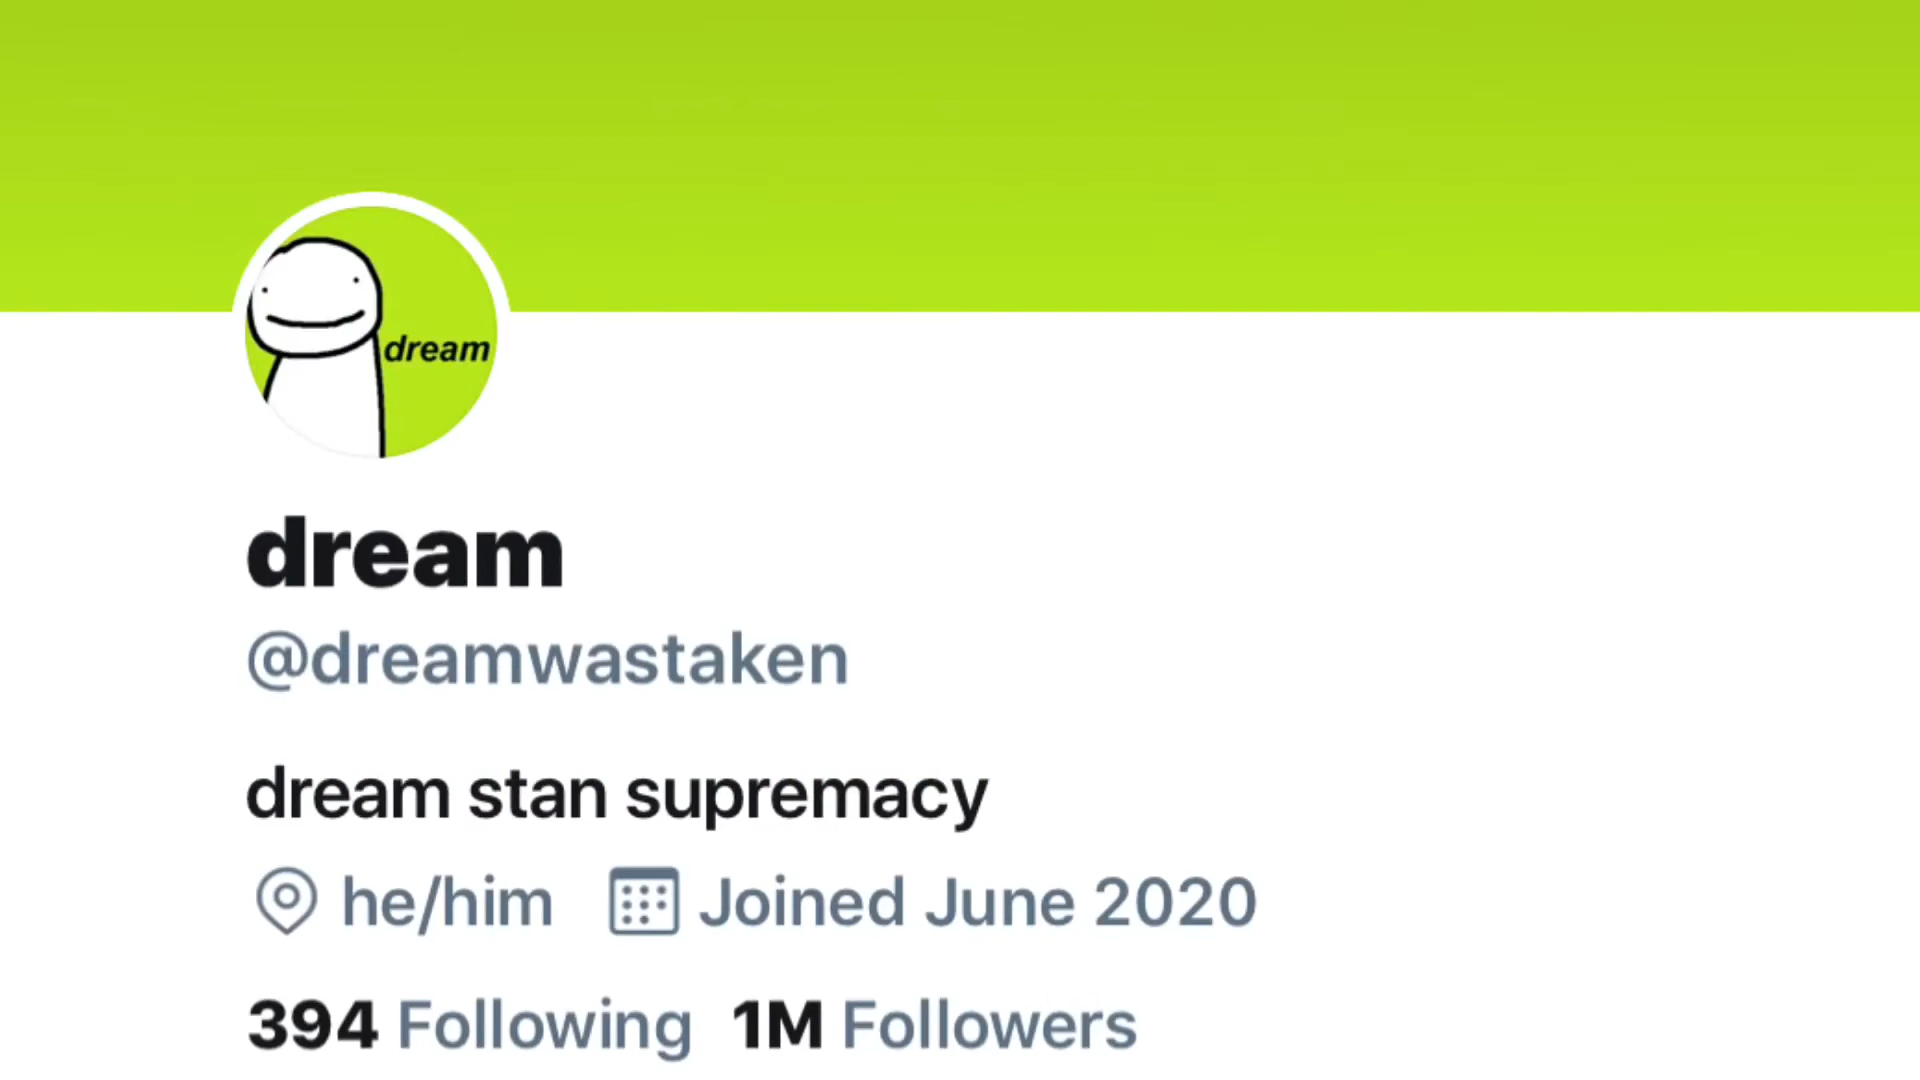 dream
dream
@dreamwastaken
dream stan supremacy
he/him Joined June 2020
394 Following 1M Followers